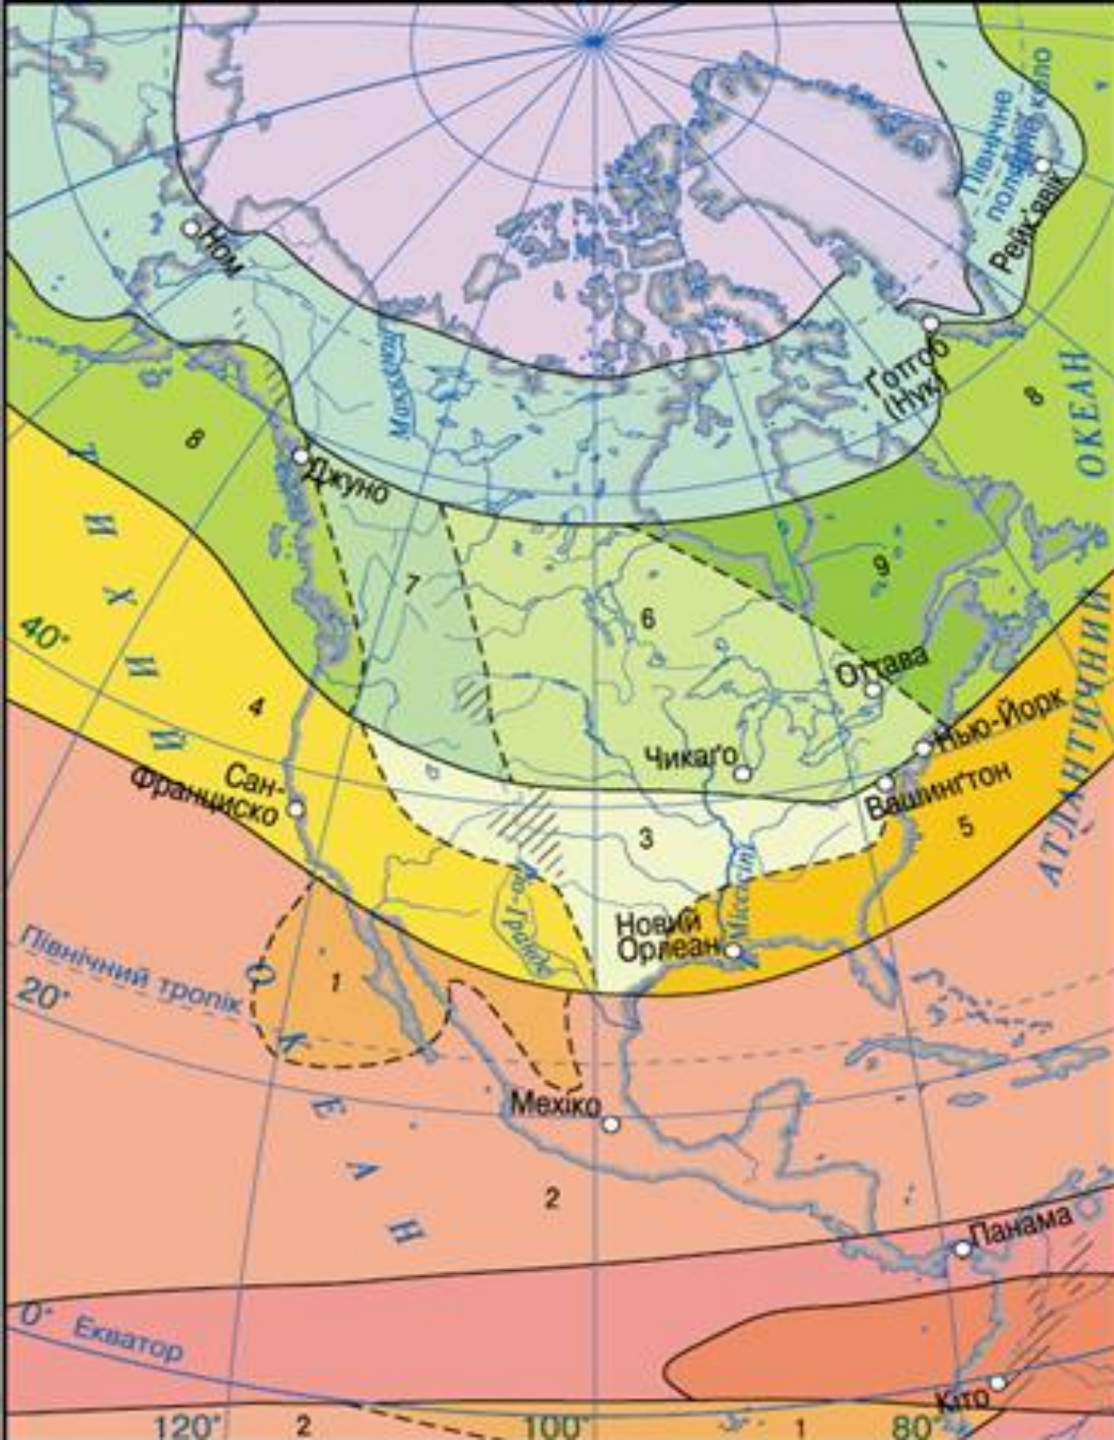 Північне
полярне коло
Рейк'явік
Ном
Макензі
Ґотгоб
(Нук)
8
8
Джуно
7
6
9
40°
Оттава
4
Чикаґо
Нью-Йорк
Сан-
Франциско
Вашинґтон
3
5
Ріо-Гранде
Міссісіпі
Новий
Орлеан
Північний тропік
20°
1
Мехіко
2
Панама
0° Екватор
Кіто
120°
2
100°
1
80°
ТИХИЙ
ОКЕАН
АТЛАНТИЧНИЙ
ОКЕАН